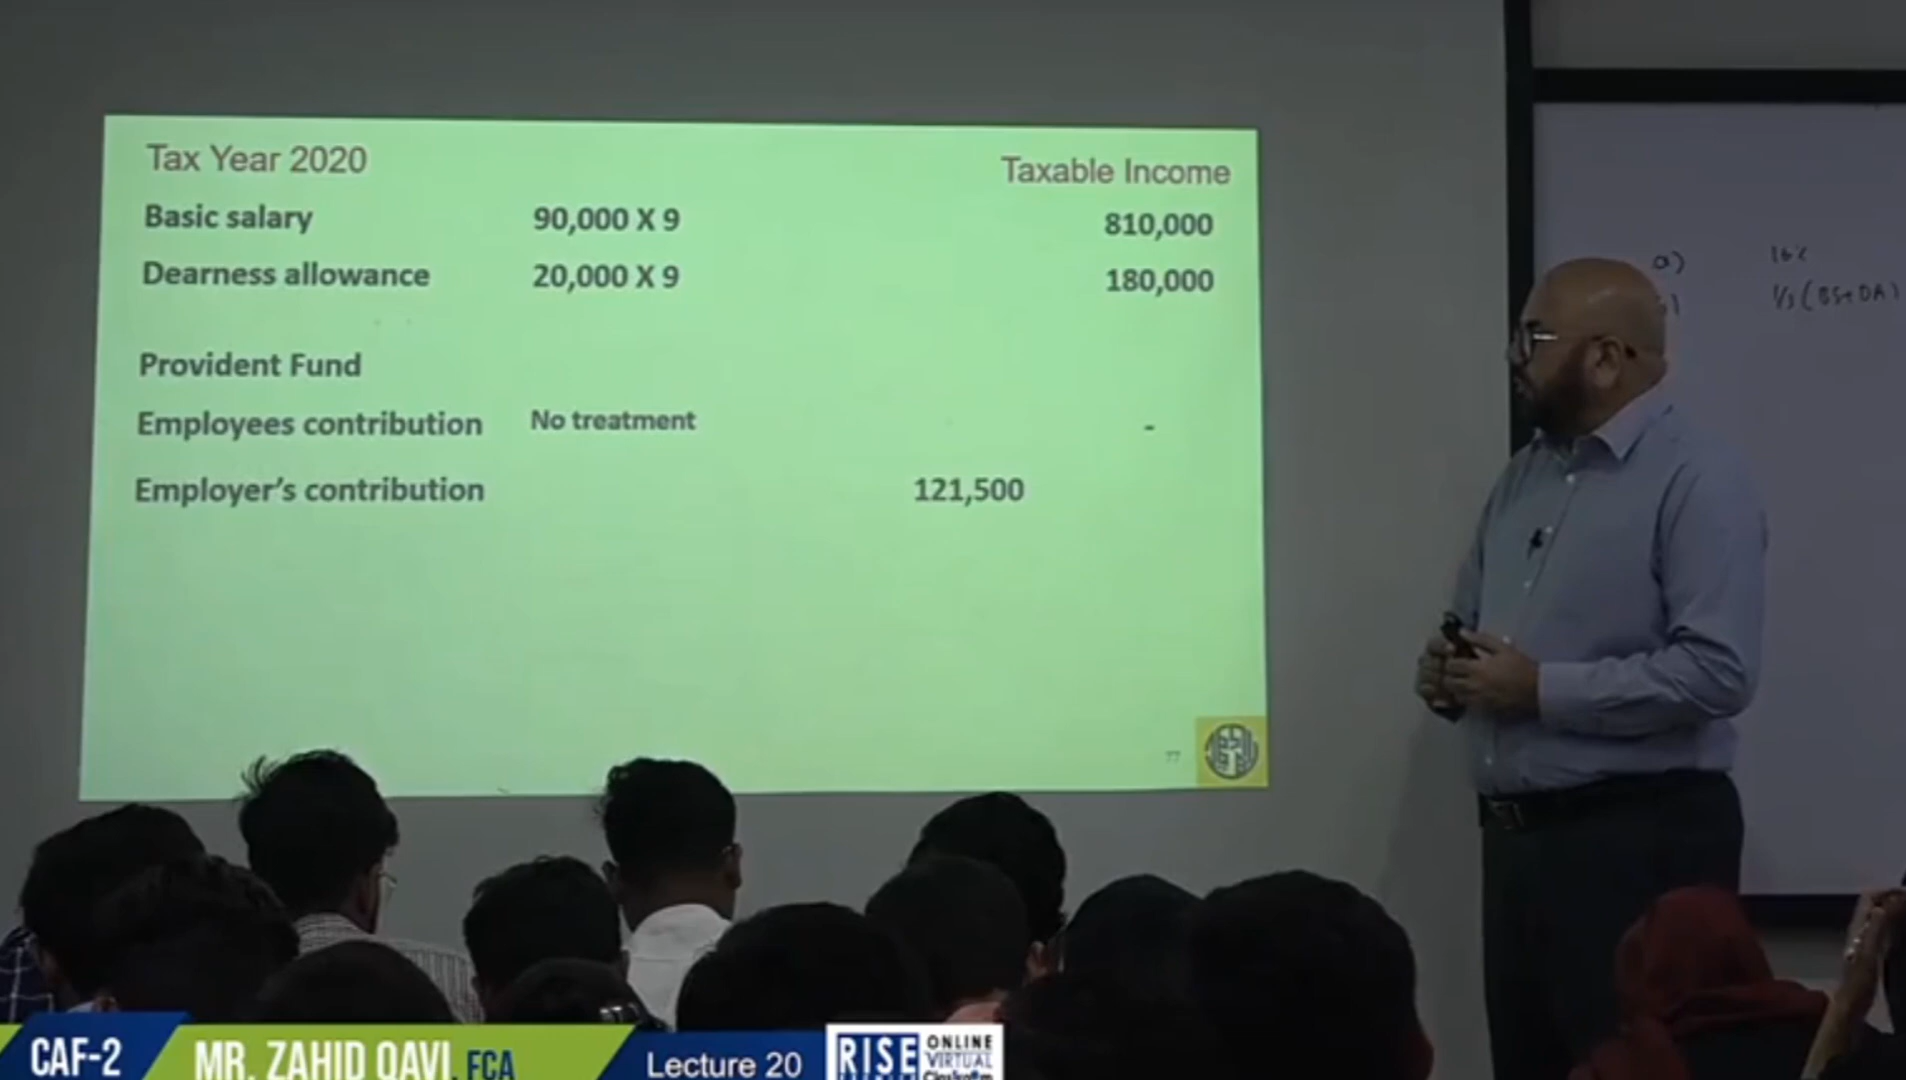 Tax Year 2020
Taxable Income
Basic salary 90,000 X 9 810,000
Dearness allowance 20,000 X 9 180,000
Provident Fund
Employees contribution No treatment -
Employer's contribution 121,500
77
a) 16%
1/3 (BS+DA)
CAF-2
MR. ZAHID QAVI, FCA
Lecture 20
RISE
ONLINE
VIRTUAL